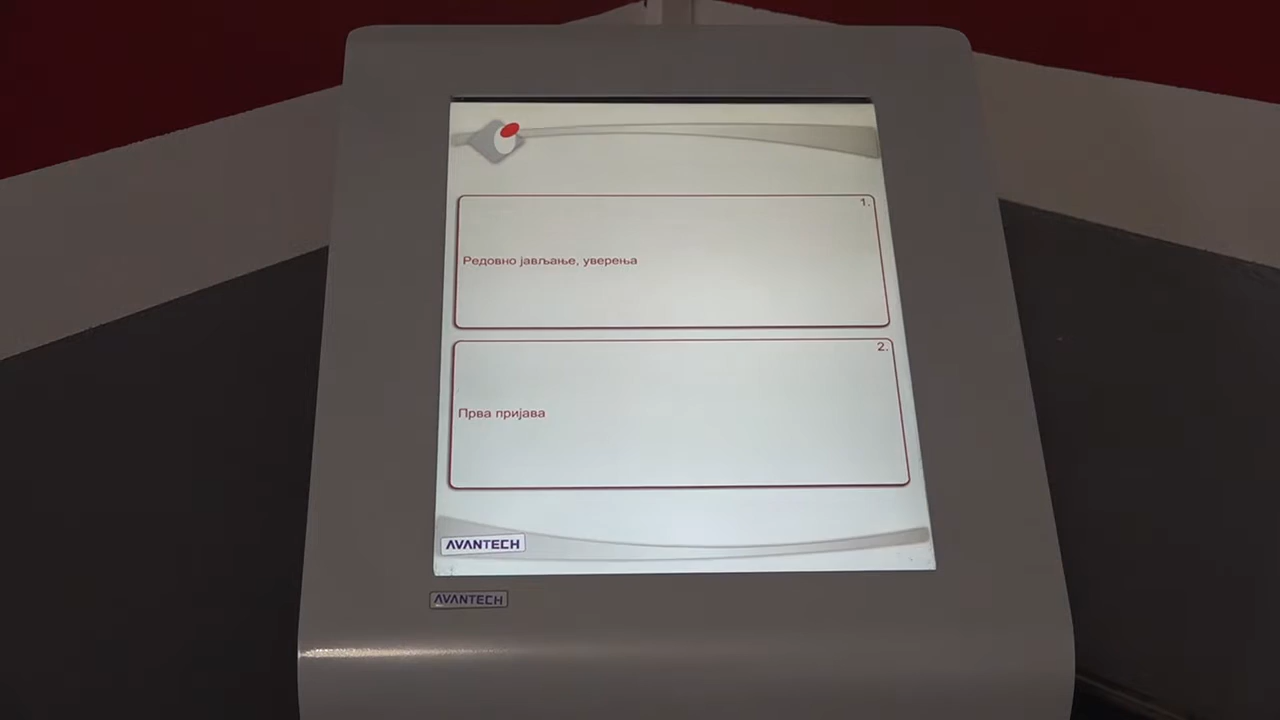 1.
Редовно јављање, уверења
2.
Прва пријава
AVANTECH
AVANTECH